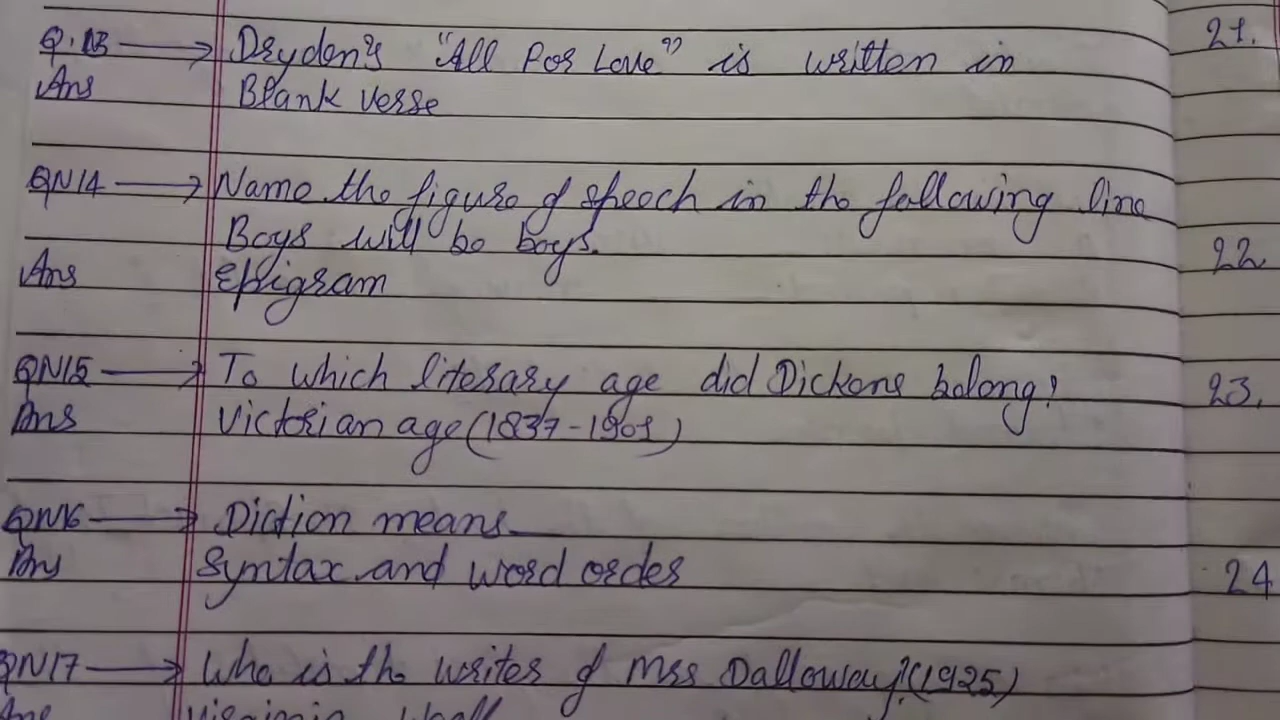 Q.13 → Dryden's "All For Love" is written in
Ans Blank verse
QN14 → Name the figure of speech in the following line
Boys will be boys.
Ans Epigram
QN15 → To which literary age did Dickens belong?
Ans Victorian age (1837-1901)
QN16 → Diction means
Ans Syntax and word order
QN17 → Who is the writer of Mrs Dalloway? (1925)
Ans Virginia Woolf
21.
22
23.
24